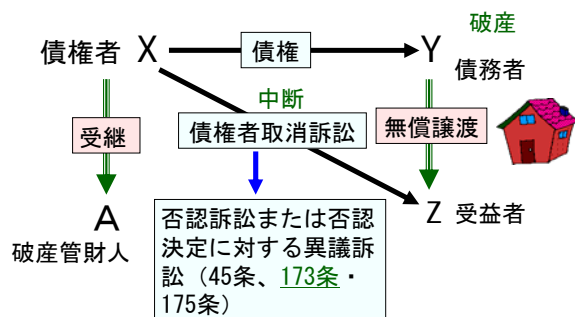 破産
債権者 X
債権
Y
債務者
中断
受継
債権者取消訴訟
無償譲渡
A
破産管財人
Z 受益者
否認訴訟または否認
決定に対する異議訴
訟（45条、173条・
175条）